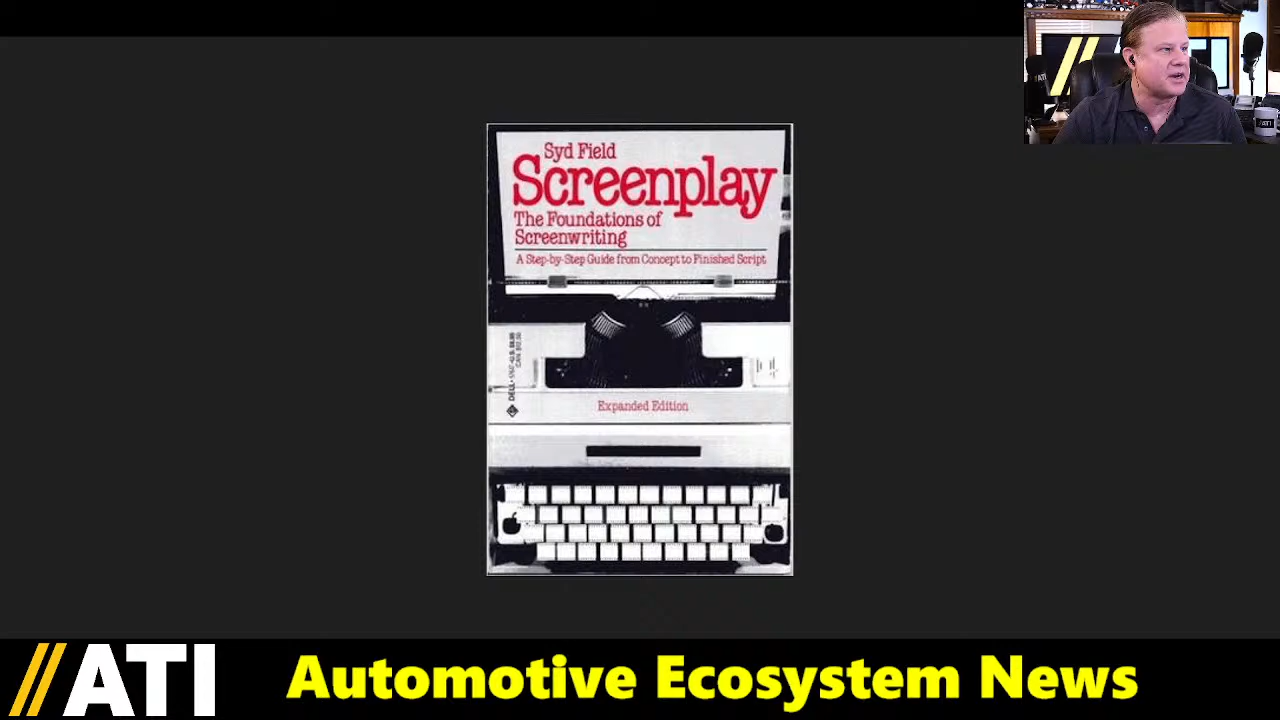 Syd Field
Screenplay
The Foundations of
Screenwriting
A Step-by-Step Guide from Concept to Finished Script
DELL
Expanded Edition
//ATI
Automotive Ecosystem News